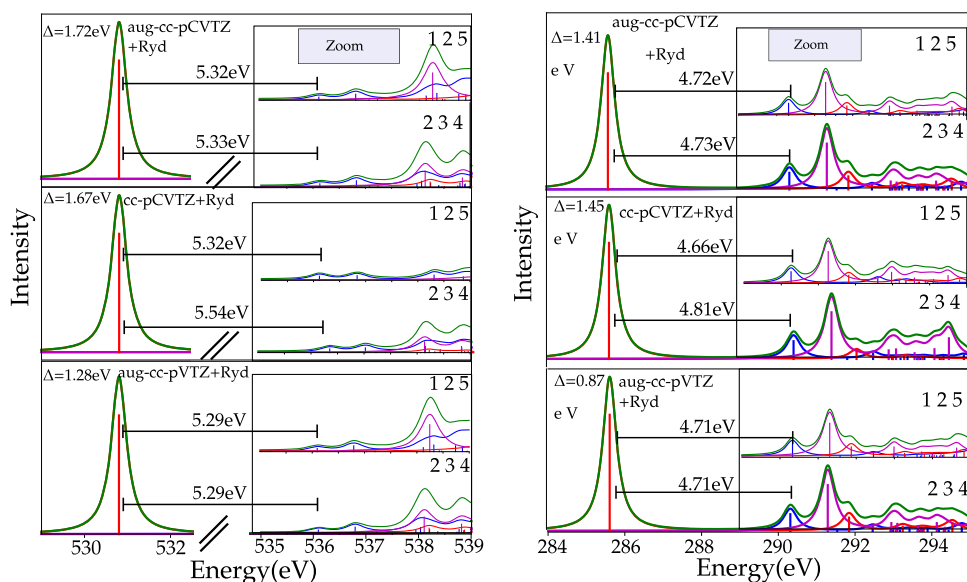 Δ=1.72eV
aug-cc-pCVTZ
+Ryd
Zoom
1 2 5
5.32eV
5.33eV
2 3 4
Δ=1.67eV
cc-pCVTZ+Ryd
1 2 5
5.32eV
2 3 4
5.54eV
Δ=1.28eV
aug-cc-pVTZ+Ryd
1 2 5
5.29eV
2 3 4
5.29eV
530
532
535
536
537
538
539
Energy(eV)
Intensity
Δ=1.41
e V
aug-cc-pCVTZ
+Ryd
Zoom
1 2 5
4.72eV
4.73eV
2 3 4
Δ=1.45
e V
cc-pCVTZ+Ryd
1 2 5
4.66eV
4.81eV
2 3 4
Δ=0.87
e V
aug-cc-pVTZ
+Ryd
1 2 5
4.71eV
4.71eV
2 3 4
284
286
288
290
292
294
Energy(eV)
Intensity